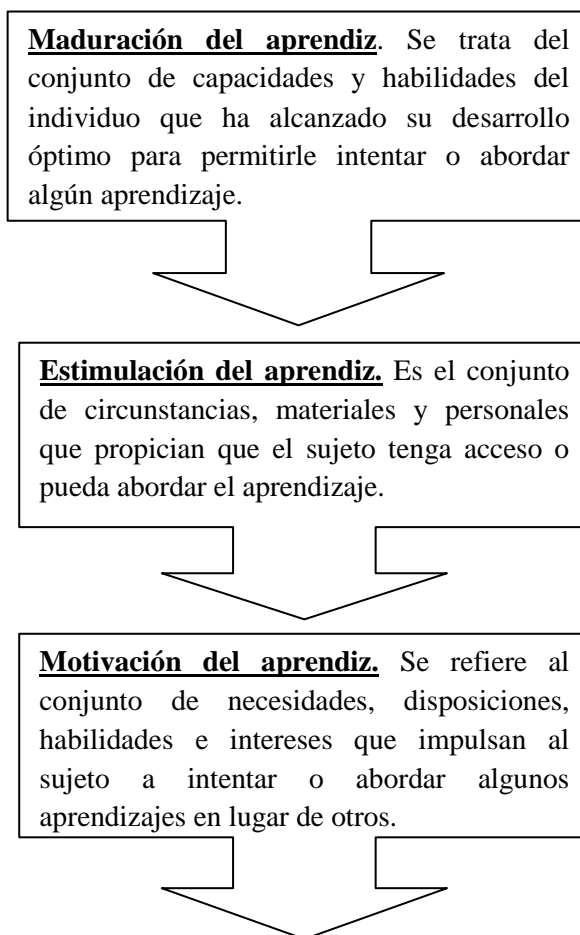 Maduración del aprendiz. Se trata del
conjunto de capacidades y habilidades del
individuo que ha alcanzado su desarrollo
óptimo para permitirle intentar o abordar
algún aprendizaje.
Estimulación del aprendiz. Es el conjunto
de circunstancias, materiales y personales
que propician que el sujeto tenga acceso o
pueda abordar el aprendizaje.
Motivación del aprendiz. Se refiere al
conjunto de necesidades, disposiciones,
habilidades e intereses que impulsan al
sujeto a intentar o abordar algunos
aprendizajes en lugar de otros.